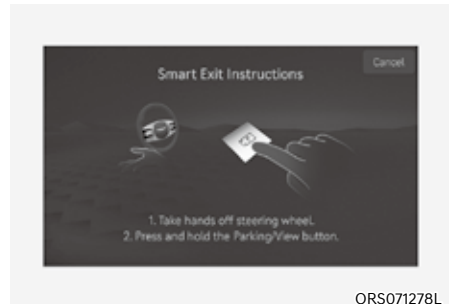 Cancel
Smart Exit Instructions
1. Take hands off steering wheel.
2. Press and hold the Parking/View button.
ORS071278L